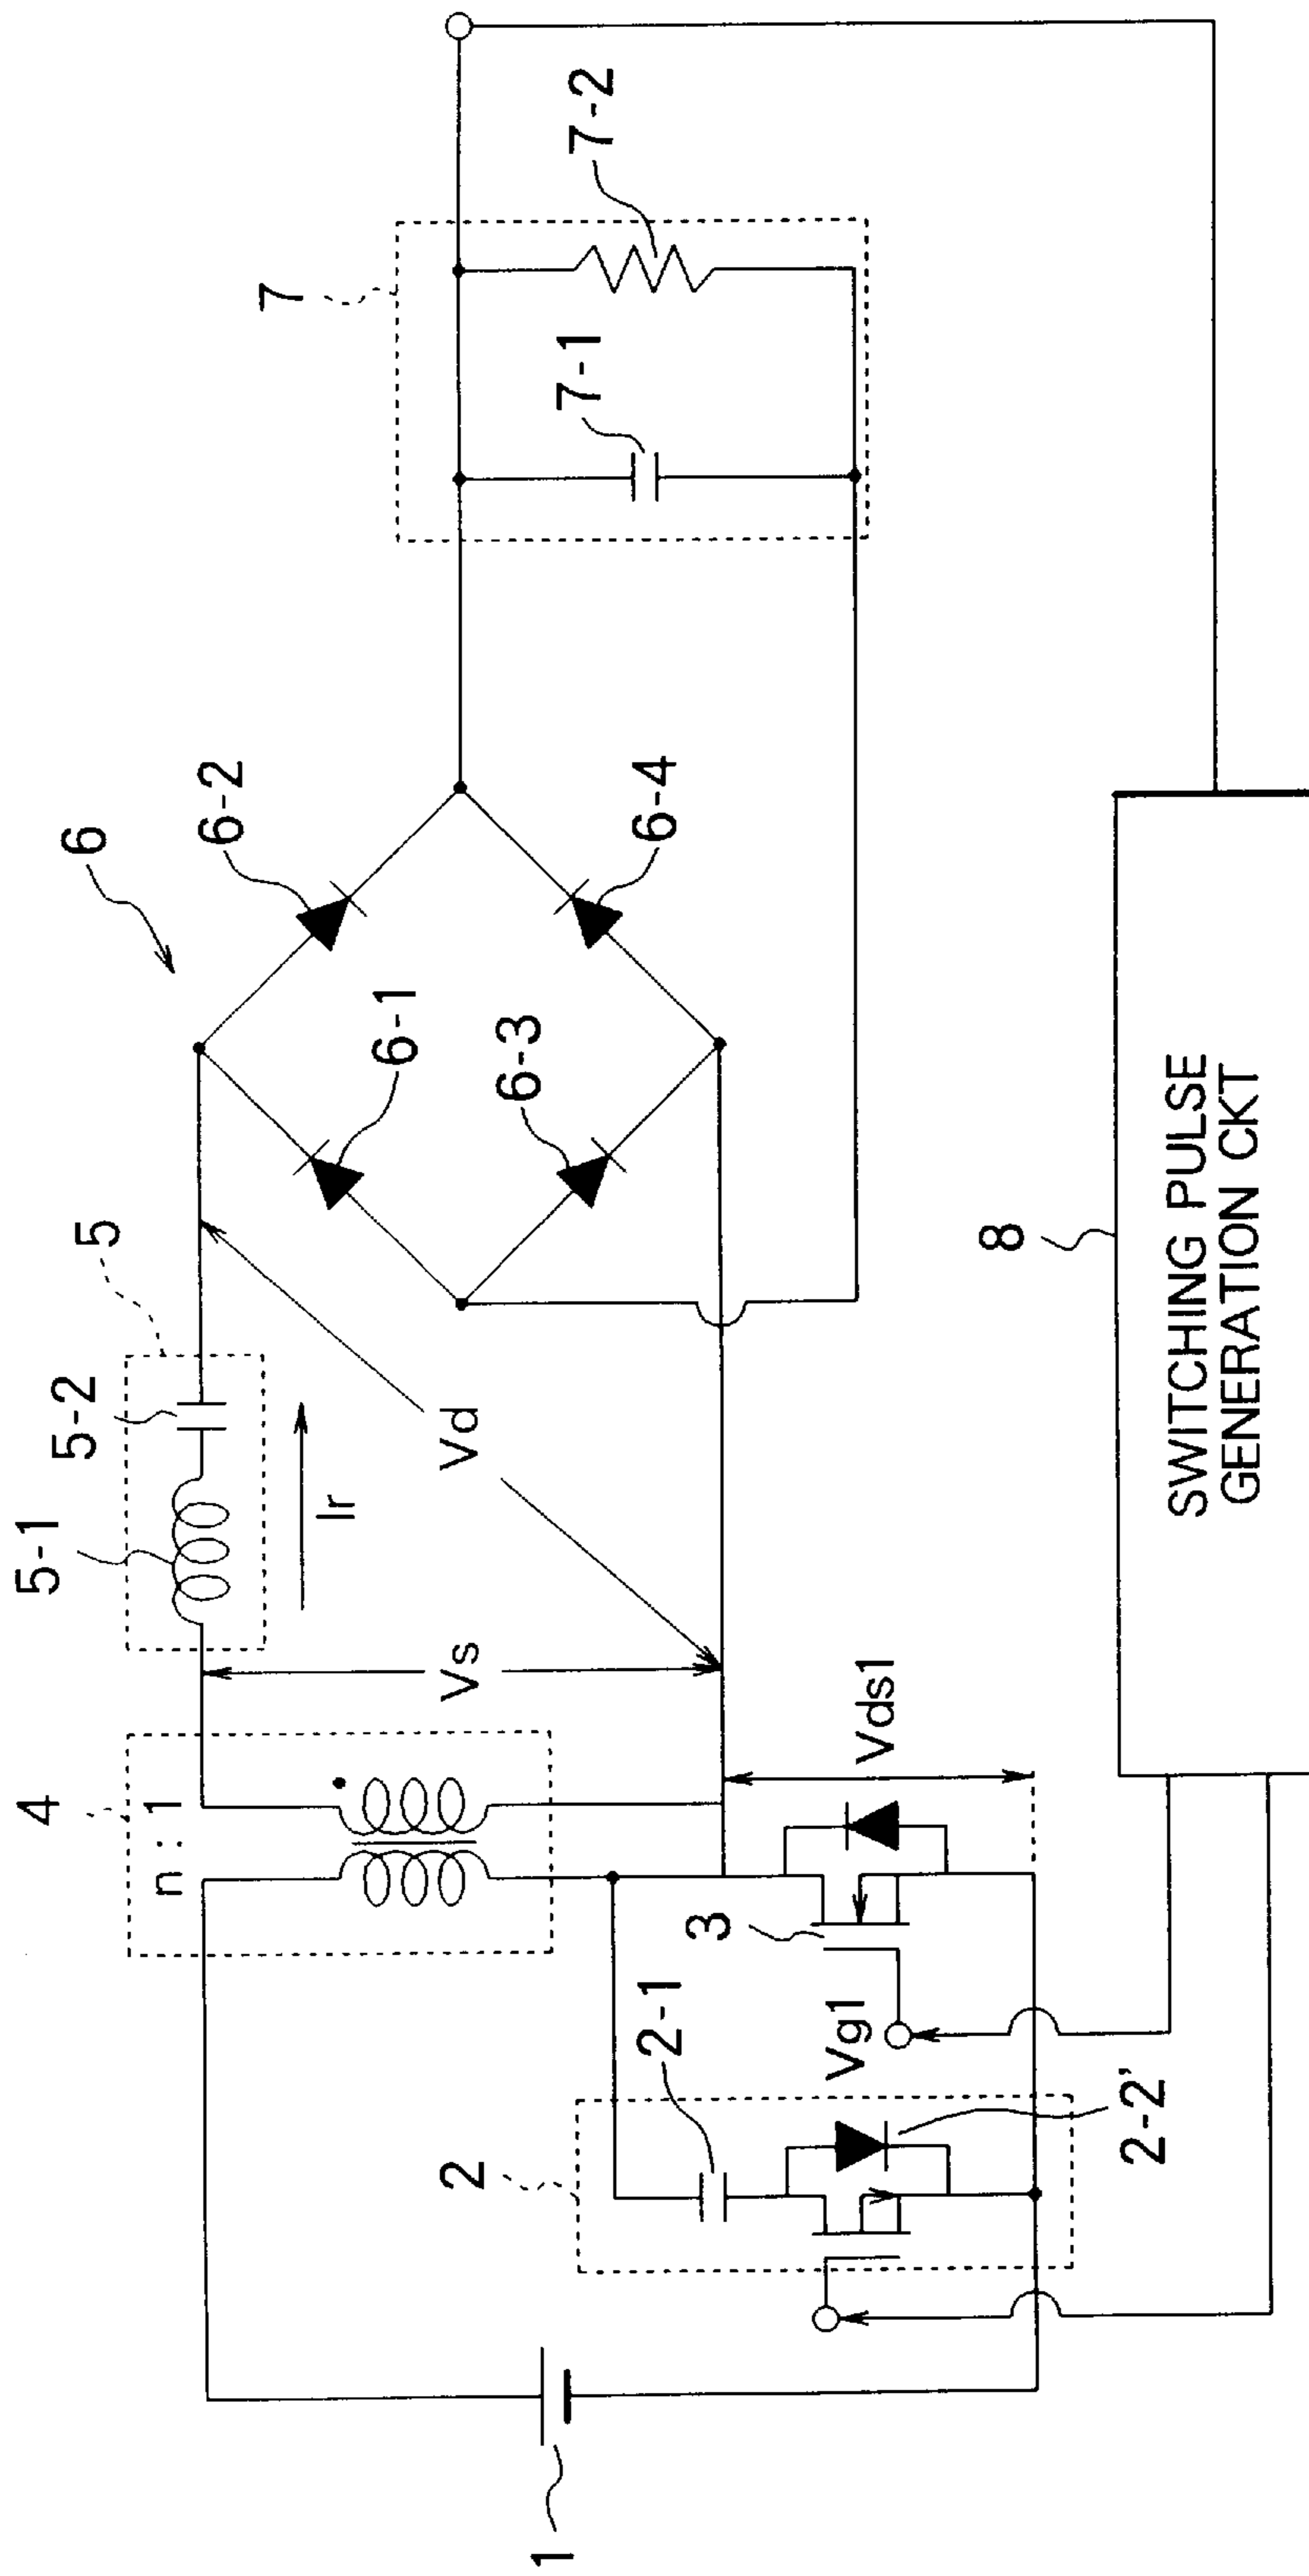 1
2
2-1
2-2'
Vg1
3
Vds1
4
n : 1
Vs
5
5-1
5-2
Ir
Vd
6
6-1
6-2
6-3
6-4
7
7-1
7-2
8
SWITCHING PULSE
GENERATION CKT